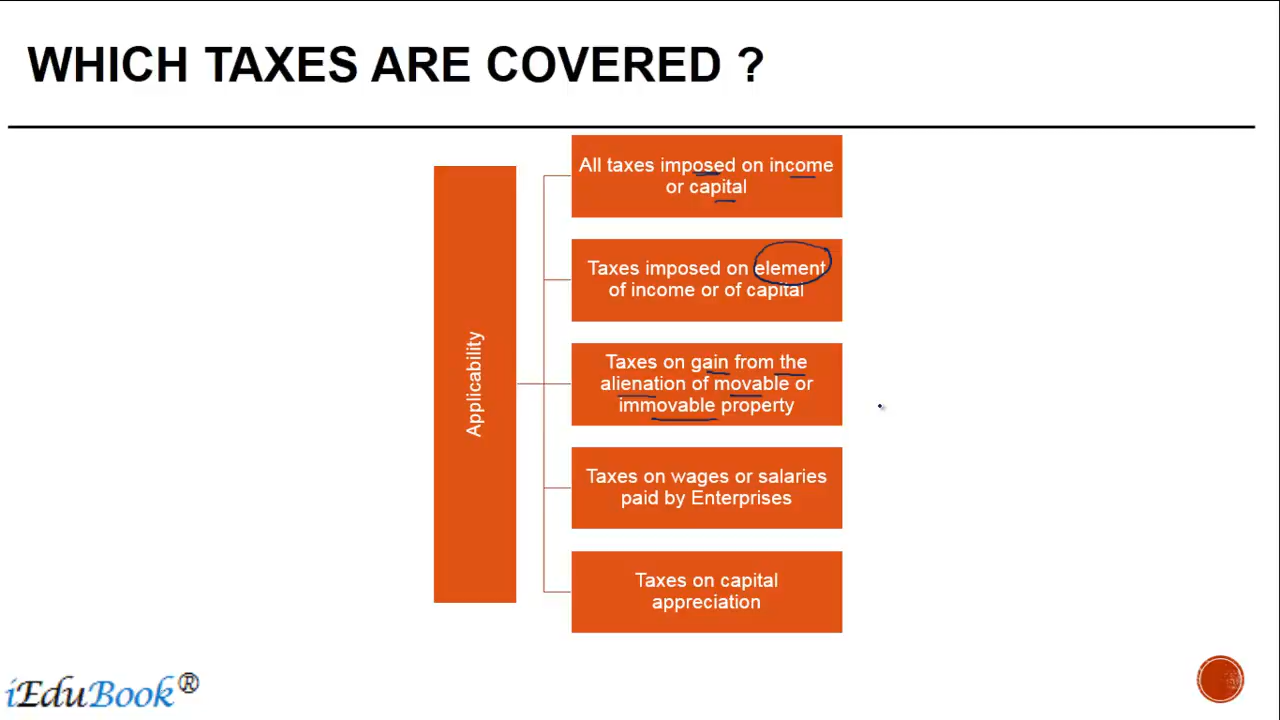 WHICH TAXES ARE COVERED ?
All taxes imposed on income
or capital
Taxes imposed on element
of income or of capital
Applicability
Taxes on gain from the
alienation of movable or
immovable property
Taxes on wages or salaries
paid by Enterprises
Taxes on capital
appreciation
iEduBook®